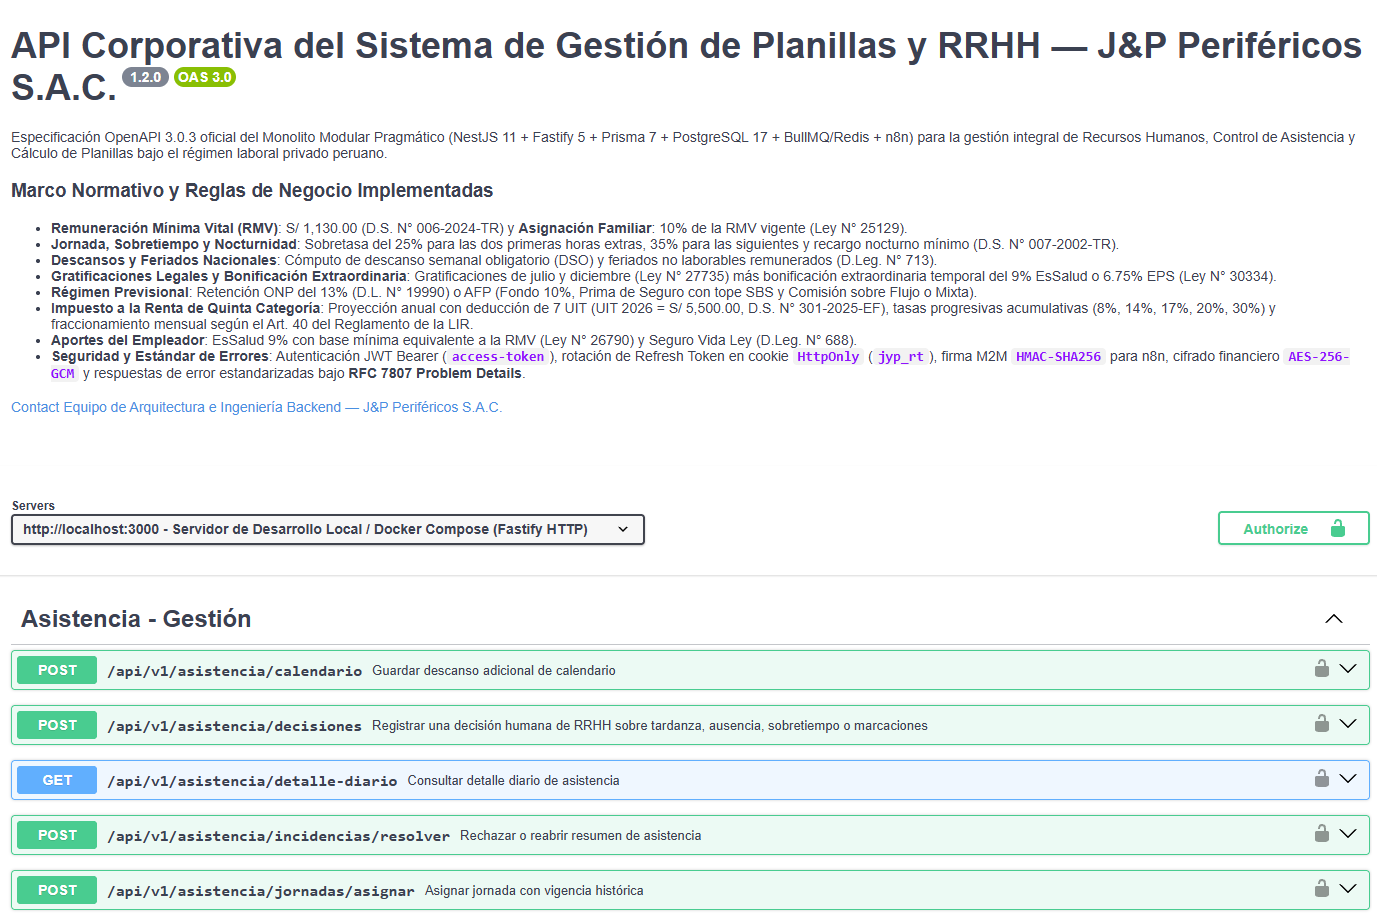 API Corporativa del Sistema de Gestión de Planillas y RRHH — J&P Periféricos
S.A.C. 1.2.0 OAS 3.0
Especificación OpenAPI 3.0.3 oficial del Monolito Modular Pragmático (NestJS 11 + Fastify 5 + Prisma 7 + PostgreSQL 17 + BullMQ/Redis + n8n) para la gestión integral de Recursos Humanos, Control de Asistencia y
Cálculo de Planillas bajo el régimen laboral privado peruano.
Marco Normativo y Reglas de Negocio Implementadas
• Remuneración Mínima Vital (RMV): S/ 1,130.00 (D.S. N° 006-2024-TR) y Asignación Familiar: 10% de la RMV vigente (Ley N° 25129).
• Jornada, Sobretiempo y Nocturnidad: Sobretasa del 25% para las dos primeras horas extras, 35% para las siguientes y recargo nocturno mínimo (D.S. N° 007-2002-TR).
• Descansos y Feriados Nacionales: Cómputo de descanso semanal obligatorio (DSO) y feriados no laborables remunerados (D.Leg. N° 713).
• Gratificaciones Legales y Bonificación Extraordinaria: Gratificaciones de julio y diciembre (Ley N° 27735) más bonificación extraordinaria temporal del 9% EsSalud o 6.75% EPS (Ley N° 30334).
• Régimen Previsional: Retención ONP del 13% (D.L. N° 19990) o AFP (Fondo 10%, Prima de Seguro con tope SBS y Comisión sobre Flujo o Mixta).
• Impuesto a la Renta de Quinta Categoría: Proyección anual con deducción de 7 UIT (UIT 2026 = S/ 5,500.00, D.S. N° 301-2025-EF), tasas progresivas acumulativas (8%, 14%, 17%, 20%, 30%) y
fraccionamiento mensual según el Art. 40 del Reglamento de la LIR.
• Aportes del Empleador: EsSalud 9% con base mínima equivalente a la RMV (Ley N° 26790) y Seguro Vida Ley (D.Leg. N° 688).
• Seguridad y Estándar de Errores: Autenticación JWT Bearer ( access-token ), rotación de Refresh Token en cookie HttpOnly ( jyp_rt ), firma M2M HMAC-SHA256 para n8n, cifrado financiero AES-256-
GCM y respuestas de error estandarizadas bajo RFC 7807 Problem Details.
Contact Equipo de Arquitectura e Ingeniería Backend — J&P Periféricos S.A.C.
Servers
http://localhost:3000 - Servidor de Desarrollo Local / Docker Compose (Fastify HTTP)
Authorize
Asistencia - Gestión
POST /api/v1/asistencia/calendario Guardar descanso adicional de calendario
POST /api/v1/asistencia/decisiones Registrar una decisión humana de RRHH sobre tardanza, ausencia, sobretiempo o marcaciones
GET /api/v1/asistencia/detalle-diario Consultar detalle diario de asistencia
POST /api/v1/asistencia/incidencias/resolver Rechazar o reabrir resumen de asistencia
POST /api/v1/asistencia/jornadas/asignar Asignar jornada con vigencia histórica